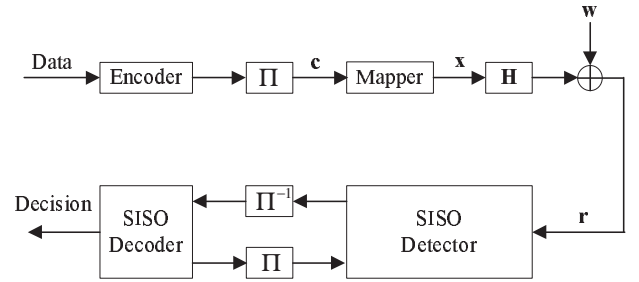 w
Data
Encoder
Π
c
Mapper
x
H
Decision
SISO
Decoder
Π⁻¹
Π
SISO
Detector
r